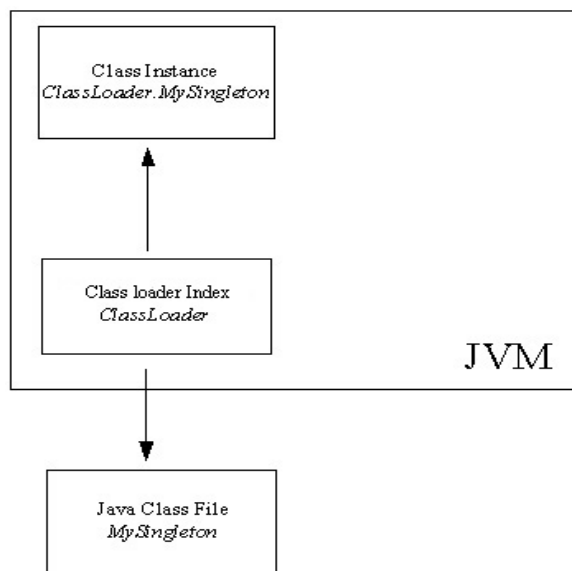 Class Instance
ClassLoader.MySingleton
Class loader Index
ClassLoader
JVM
Java Class File
MySingleton